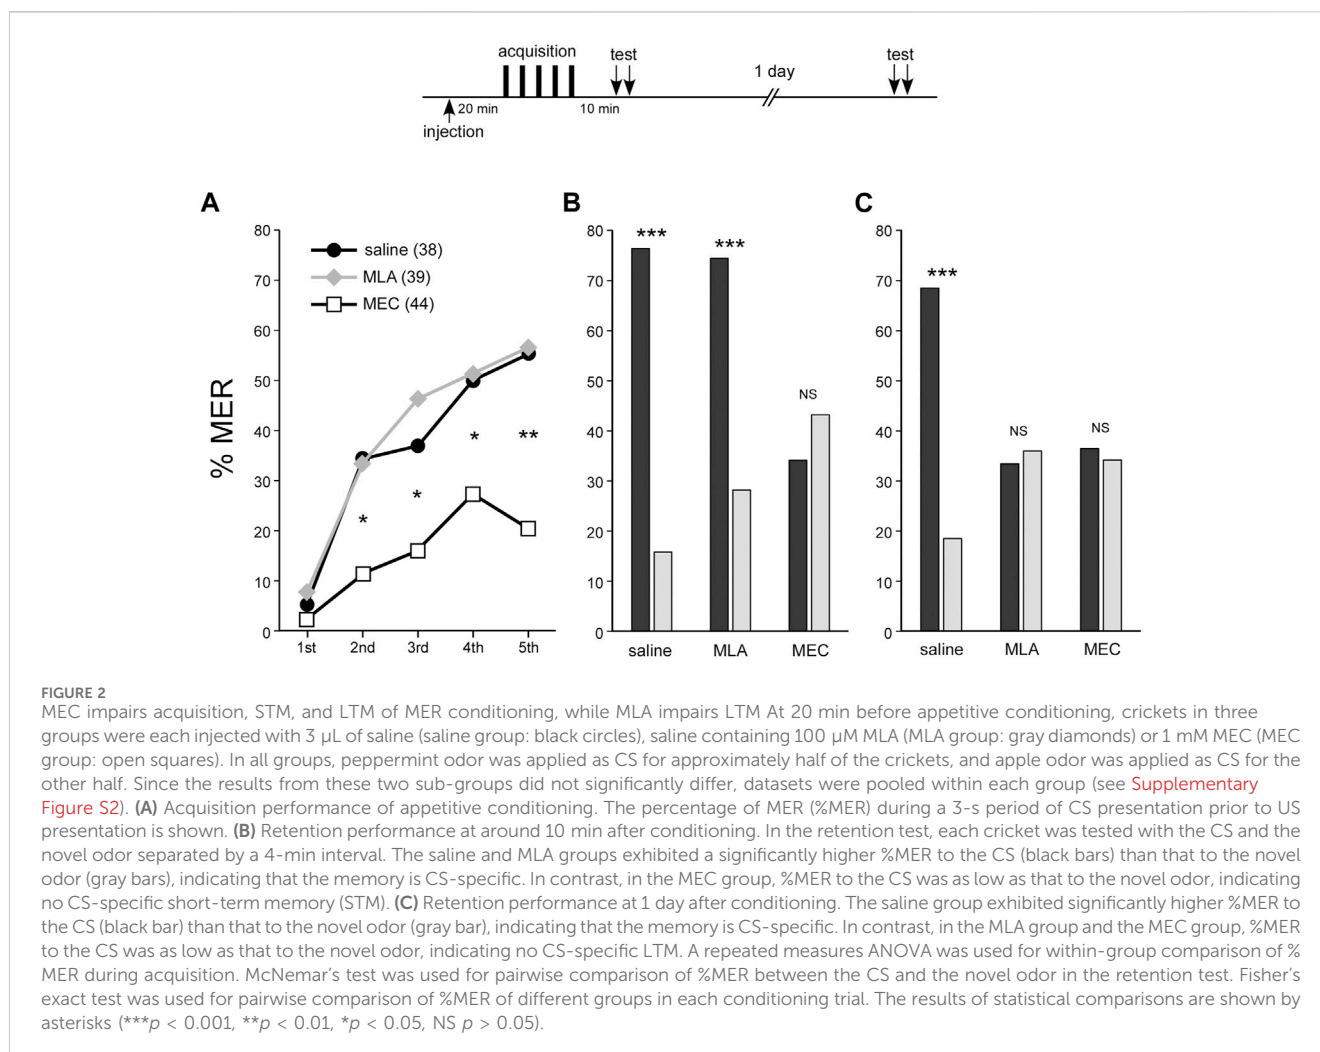 acquisition
test
1 day
test
20 min
10 min
injection
A
80
70
60
50
40
30
20
10
0
% MER
saline (38)
MLA (39)
MEC (44)
*
*
*
**
1st
2nd
3rd
4th
5th
B
80
70
60
50
40
30
20
10
0
***
***
NS
saline
MLA
MEC
C
80
70
60
50
40
30
20
10
0
***
NS
NS
saline
MLA
MEC
FIGURE 2
MEC impairs acquisition, STM, and LTM of MER conditioning, while MLA impairs LTM At 20 min before appetitive conditioning, crickets in three
groups were each injected with 3 µL of saline (saline group: black circles), saline containing 100 µM MLA (MLA group: gray diamonds) or 1 mM MEC (MEC
group: open squares). In all groups, peppermint odor was applied as CS for approximately half of the crickets, and apple odor was applied as CS for the
other half. Since the results from these two sub-groups did not significantly differ, datasets were pooled within each group (see Supplementary
Figure S2). (A) Acquisition performance of appetitive conditioning. The percentage of MER (%MER) during a 3-s period of CS presentation prior to US
presentation is shown. (B) Retention performance at around 10 min after conditioning. In the retention test, each cricket was tested with the CS and the
novel odor separated by a 4-min interval. The saline and MLA groups exhibited a significantly higher %MER to the CS (black bars) than that to the novel
odor (gray bars), indicating that the memory is CS-specific. In contrast, in the MEC group, %MER to the CS was as low as that to the novel odor, indicating
no CS-specific short-term memory (STM). (C) Retention performance at 1 day after conditioning. The saline group exhibited significantly higher %MER to
the CS (black bar) than that to the novel odor (gray bar), indicating that the memory is CS-specific. In contrast, in the MLA group and the MEC group, %MER
to the CS was as low as that to the novel odor, indicating no CS-specific LTM. A repeated measures ANOVA was used for within-group comparison of %
MER during acquisition. McNemar's test was used for pairwise comparison of %MER between the CS and the novel odor in the retention test. Fisher's
exact test was used for pairwise comparison of %MER of different groups in each conditioning trial. The results of statistical comparisons are shown by
asterisks (***p < 0.001, **p < 0.01, *p < 0.05, NS p > 0.05).